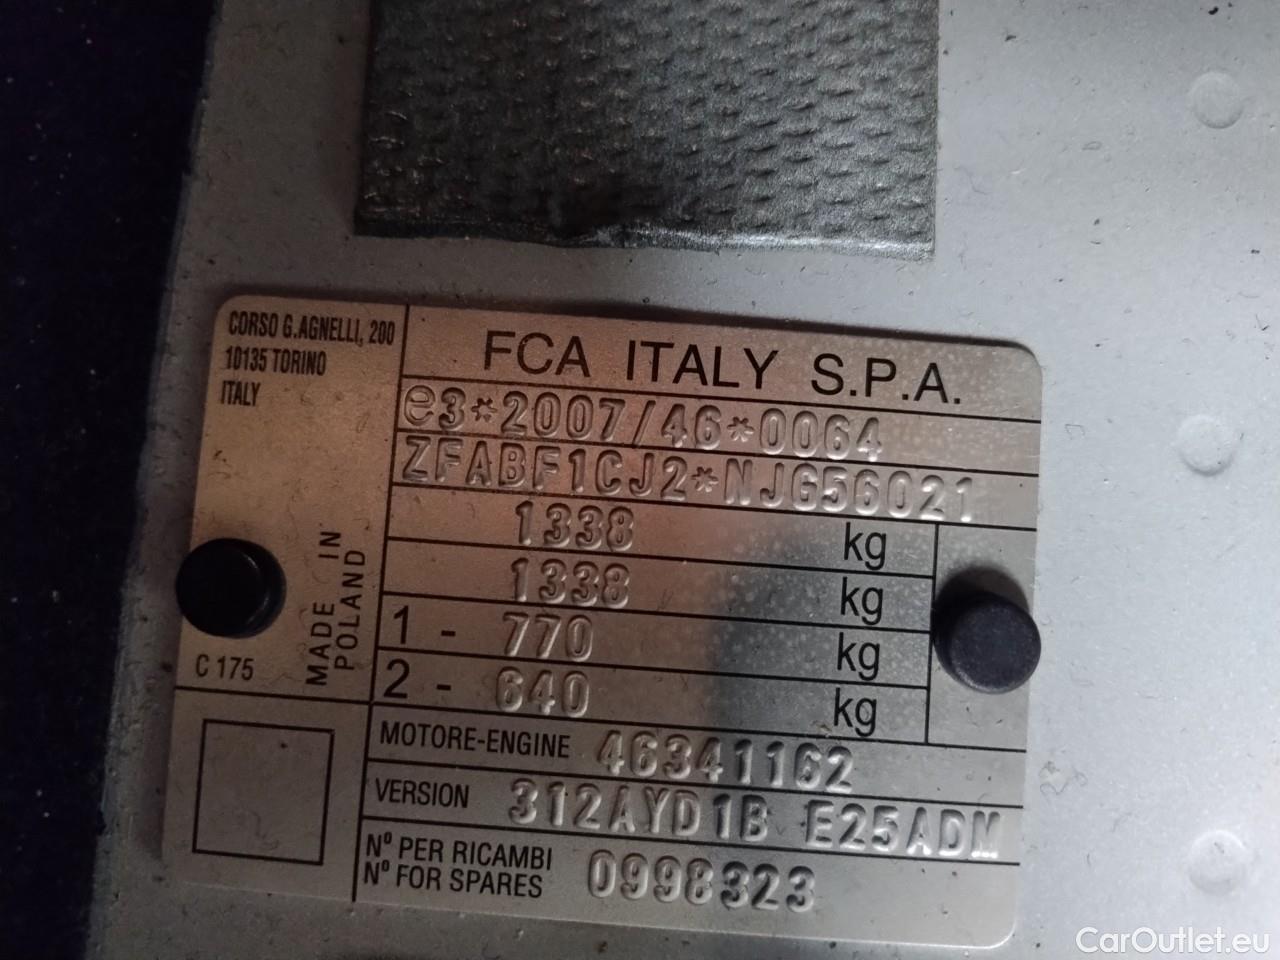 CORSO G.AGNELLI, 200
10135 TORINO
ITALY
MADE IN
POLAND
C 175
FCA ITALY S.P.A.
e3*2007/46*0064
ZFABF1CJ2*NJG56021
1338 kg
1338 kg
1 - 770 kg
2 - 640 kg
MOTORE-ENGINE 46341162
VERSION 312AYD1B E25ADM
Nº PER RICAMBI
Nº FOR SPARES 0998323
CarOutlet.eu